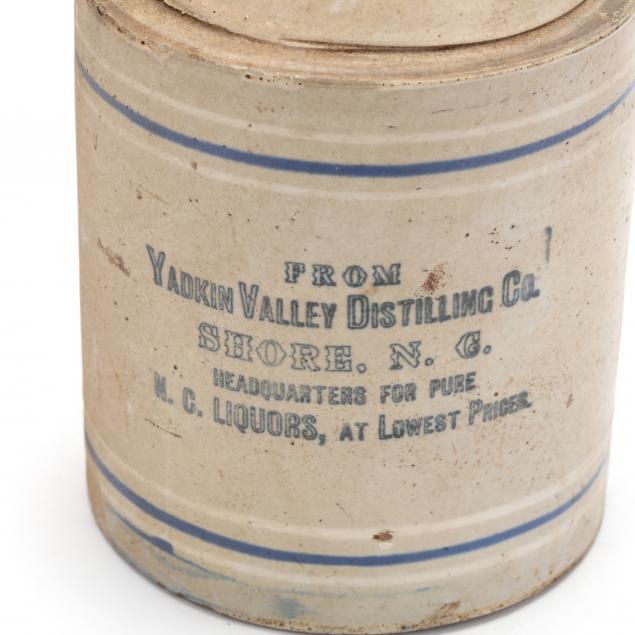 FROM
YADKIN VALLEY DISTILLING CO.
SHORE, N. C.
HEADQUARTERS FOR PURE
N. C. LIQUORS, AT LOWEST PRICES.